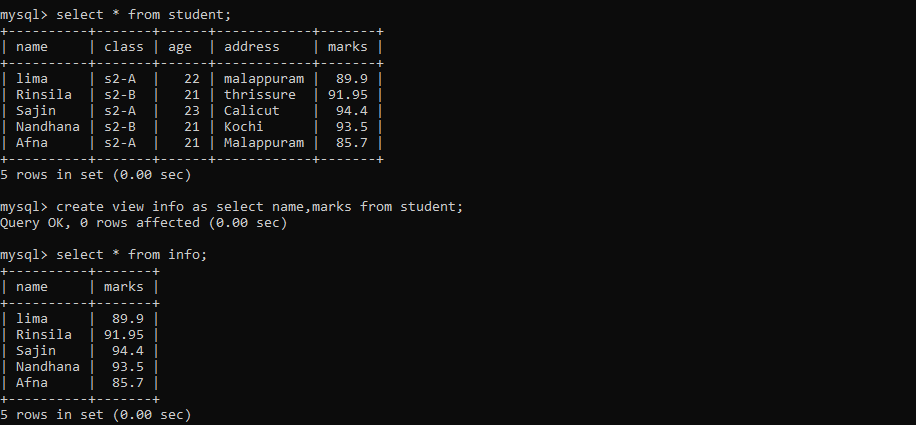 mysql> select * from student;
+----------+-------+------+------------+-------+
| name     | class | age  | address    | marks |
+----------+-------+------+------------+-------+
| lima     | s2-A  |   22 | malappuram |  89.9 |
| Rinsila  | s2-B  |   21 | thrissure  | 91.95 |
| Sajin    | s2-A  |   23 | Calicut    |  94.4 |
| Nandhana | s2-B  |   21 | Kochi      |  93.5 |
| Afna     | s2-A  |   21 | Malappuram |  85.7 |
+----------+-------+------+------------+-------+
5 rows in set (0.00 sec)

mysql> create view info as select name,marks from student;
Query OK, 0 rows affected (0.00 sec)

mysql> select * from info;
+----------+-------+
| name     | marks |
+----------+-------+
| lima     |  89.9 |
| Rinsila  | 91.95 |
| Sajin    |  94.4 |
| Nandhana |  93.5 |
| Afna     |  85.7 |
+----------+-------+
5 rows in set (0.00 sec)